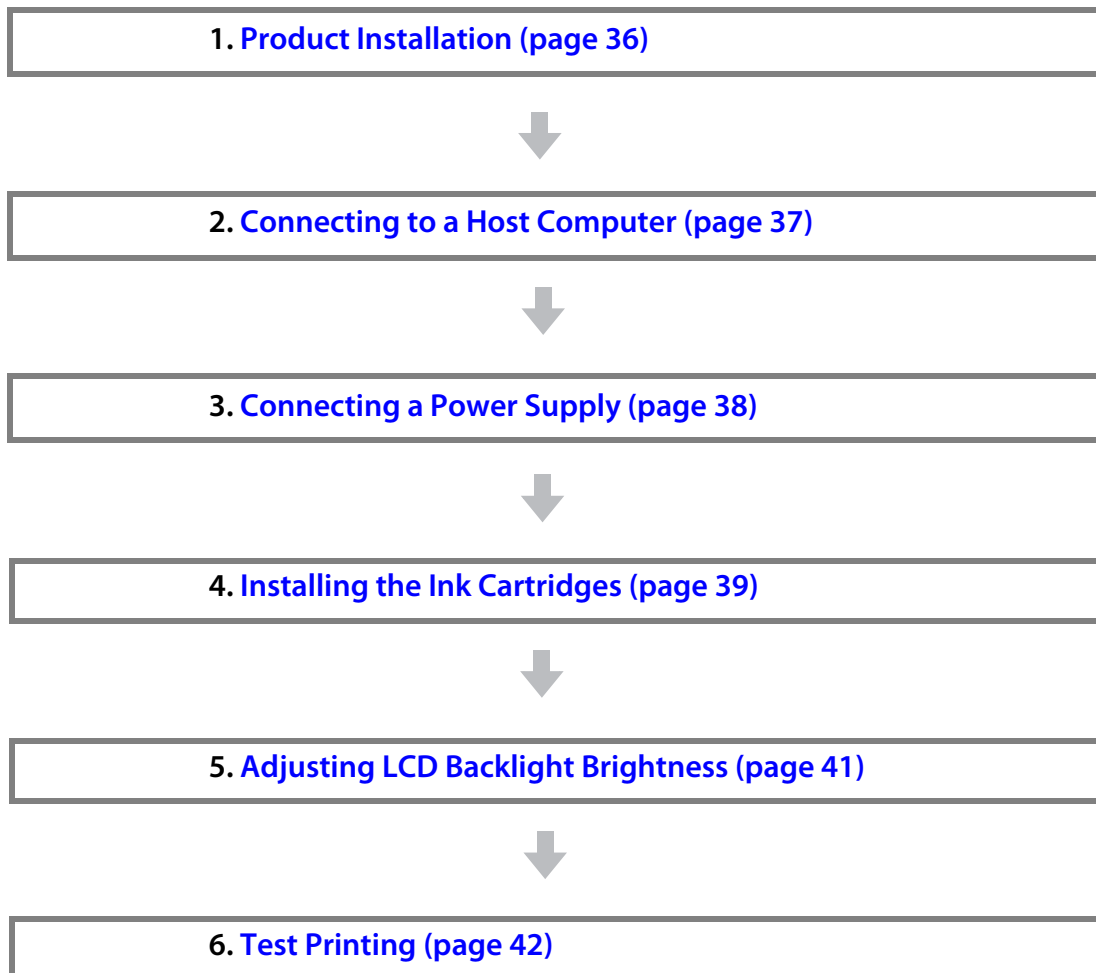 1. Product Installation (page 36)
2. Connecting to a Host Computer (page 37)
3. Connecting a Power Supply (page 38)
4. Installing the Ink Cartridges (page 39)
5. Adjusting LCD Backlight Brightness (page 41)
6. Test Printing (page 42)